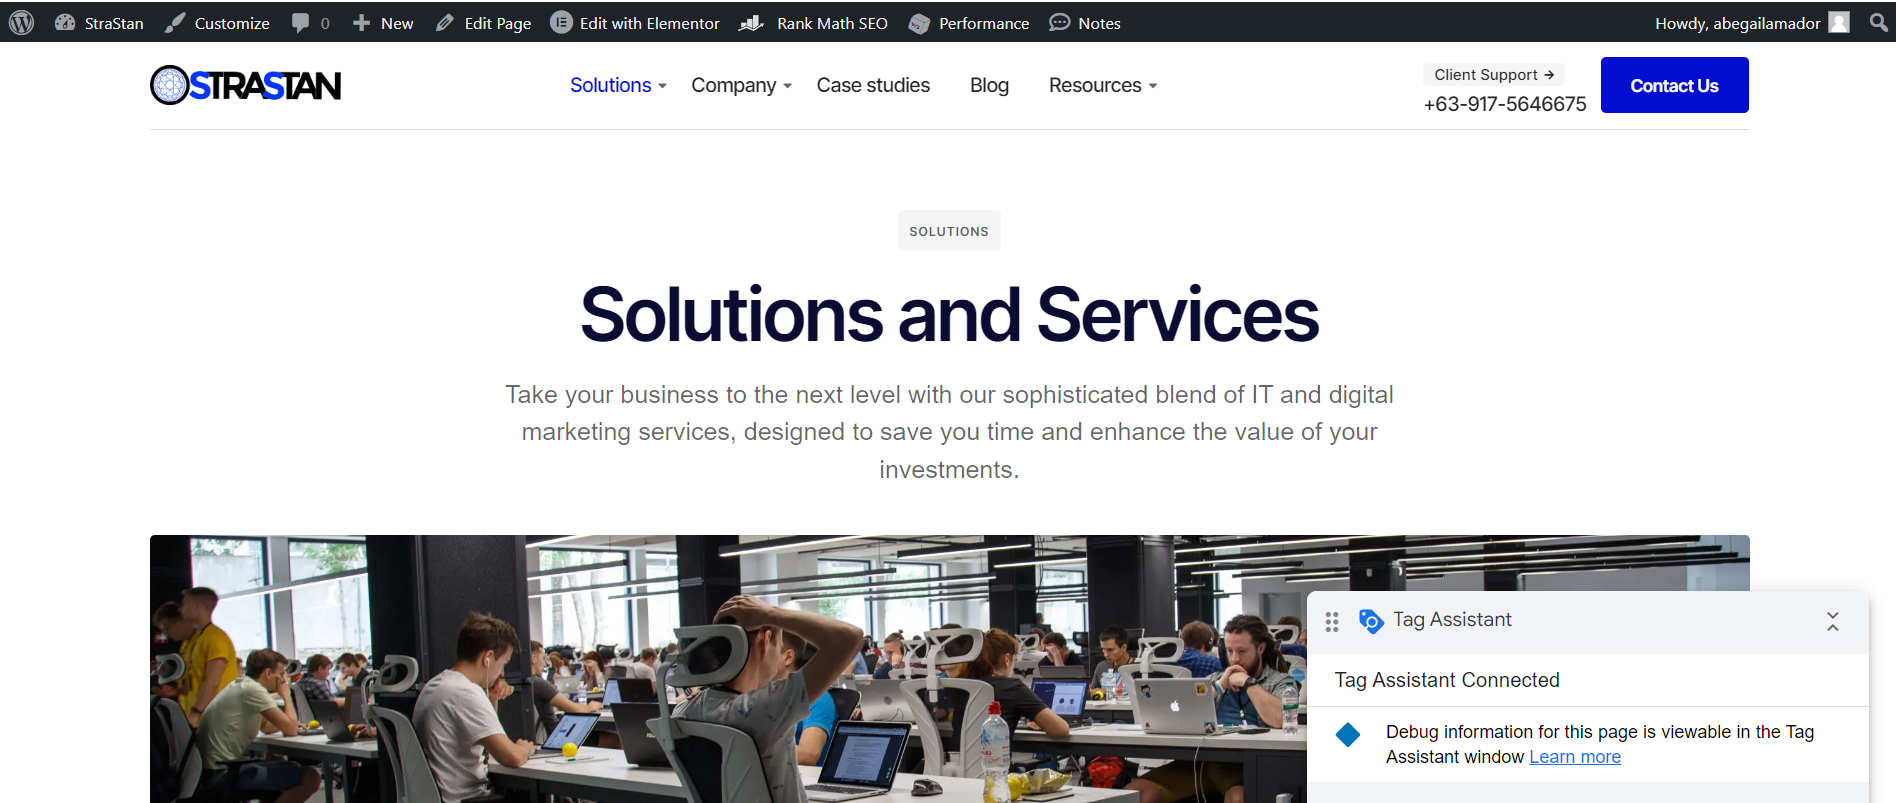 StraStan Customize 0 New Edit Page Edit with Elementor Rank Math SEO Performance Notes Howdy, abegailamador
STRASTAN Solutions Company Case studies Blog Resources Client Support → Contact Us
+63-917-5646675
SOLUTIONS
Solutions and Services
Take your business to the next level with our sophisticated blend of IT and digital
marketing services, designed to save you time and enhance the value of your
investments.
Tag Assistant
Tag Assistant Connected
Debug information for this page is viewable in the Tag
Assistant window Learn more